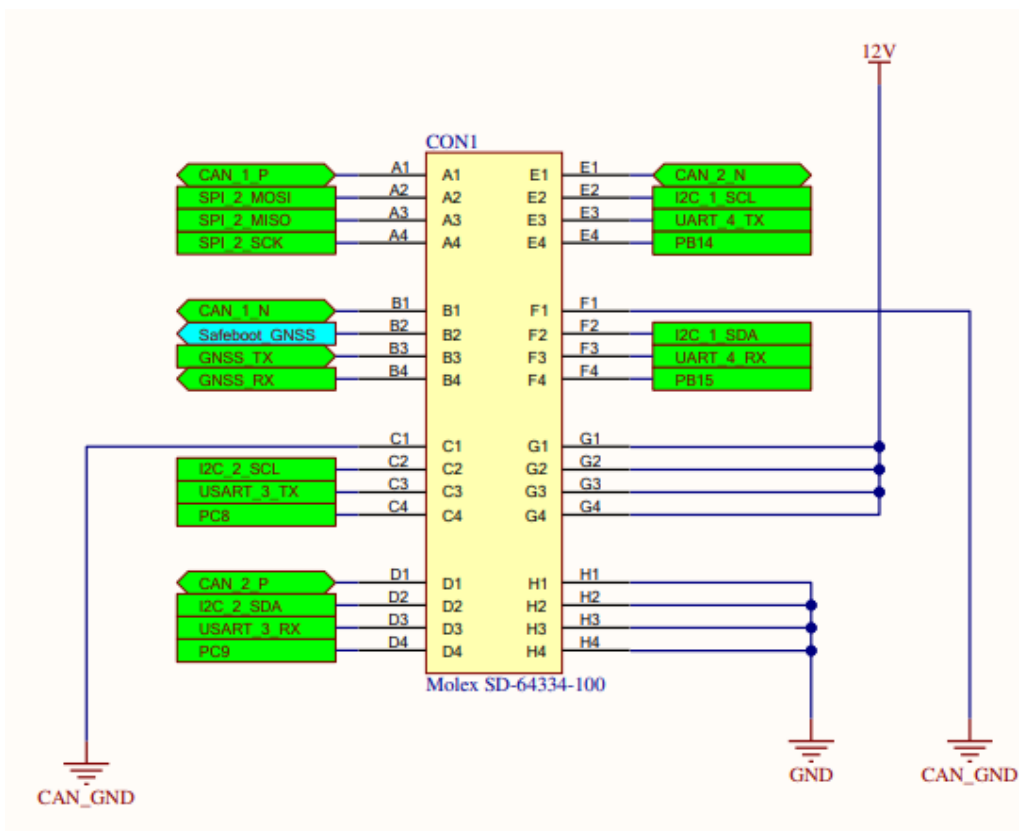 12V
CON1
CAN_1_P A1 A1 E1 E1 CAN_2_N
SPI_2_MOSI A2 A2 E2 E2 I2C_1_SCL
SPI_2_MISO A3 A3 E3 E3 UART_4_TX
SPI_2_SCK A4 A4 E4 E4 PB14
CAN_1_N B1 B1 F1 F1
Safeboot_GNSS B2 B2 F2 F2 I2C_1_SDA
GNSS_TX B3 B3 F3 F3 UART_4_RX
GNSS_RX B4 B4 F4 F4 PB15
C1 C1 G1 G1
I2C_2_SCL C2 C2 G2 G2
USART_3_TX C3 C3 G3 G3
PC8 C4 C4 G4 G4
CAN_2_P D1 D1 H1 H1
I2C_2_SDA D2 D2 H2 H2
USART_3_RX D3 D3 H3 H3
PC9 D4 D4 H4 H4
Molex SD-64334-100
GND CAN_GND
CAN_GND